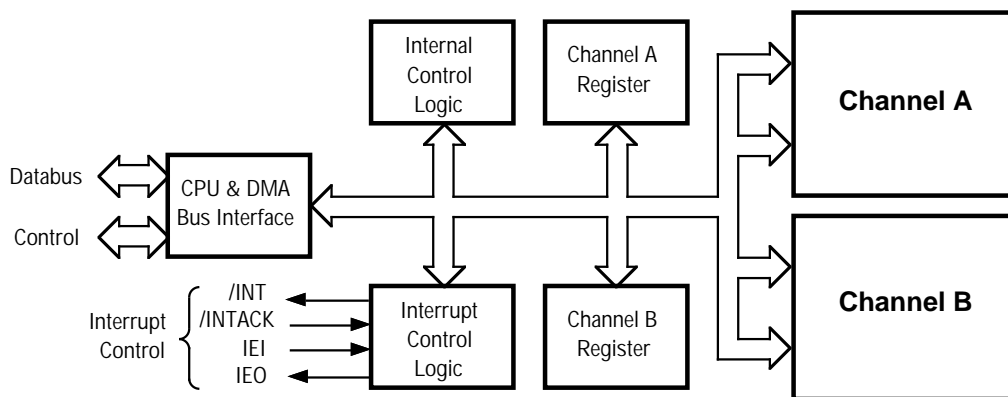 Internal
Control
Logic
Channel A
Register
Channel A
Databus
Control
CPU & DMA
Bus Interface
Interrupt
Control
/INT
/INTACK
IEI
IEO
Interrupt
Control
Logic
Channel B
Register
Channel B